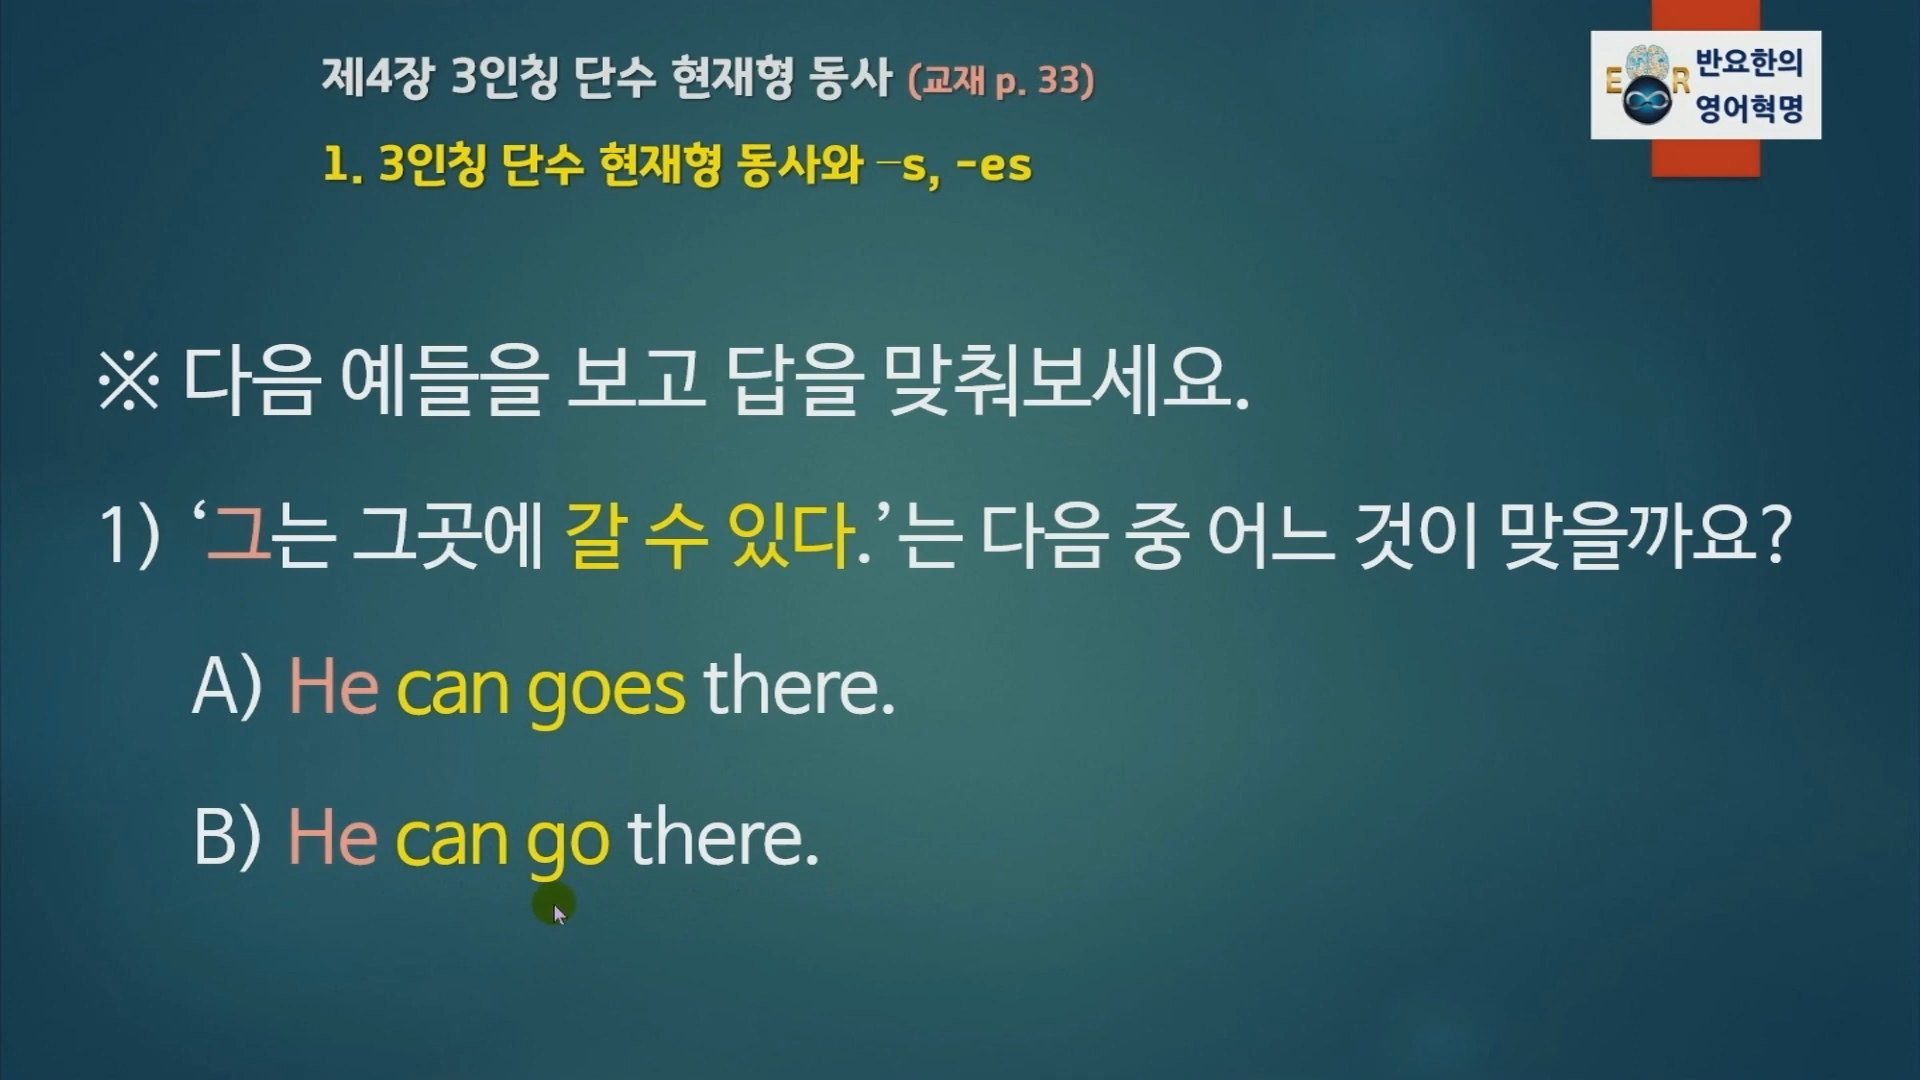 제4장 3인칭 단수 현재형 동사 (교재 p. 33)
1. 3인칭 단수 현재형 동사와 –s, -es
E R 반요한의
영어혁명
※ 다음 예들을 보고 답을 맞춰보세요.
1) ‘그는 그곳에 갈 수 있다.’는 다음 중 어느 것이 맞을까요?
A) He can goes there.
B) He can go there.